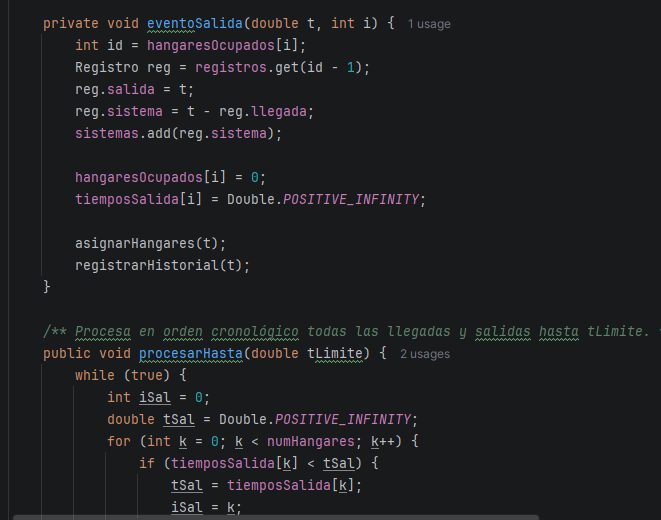 private void eventoSalida(double t, int i) { 1 usage
int id = hangaresOcupados[i];
Registro reg = registros.get(id - 1);
reg.salida = t;
reg.sistema = t - reg.llegada;
sistemas.add(reg.sistema);
hangaresOcupados[i] = 0;
tiemposSalida[i] = Double.POSITIVE_INFINITY;
asignarHangares(t);
registrarHistorial(t);
}
/** Procesa en orden cronológico todas las llegadas y salidas hasta tLimite.
public void procesarHasta(double tLimite) { 2 usages
while (true) {
int iSal = 0;
double tSal = Double.POSITIVE_INFINITY;
for (int k = 0; k < numHangares; k++) {
if (tiemposSalida[k] < tSal) {
tSal = tiemposSalida[k];
iSal = k;